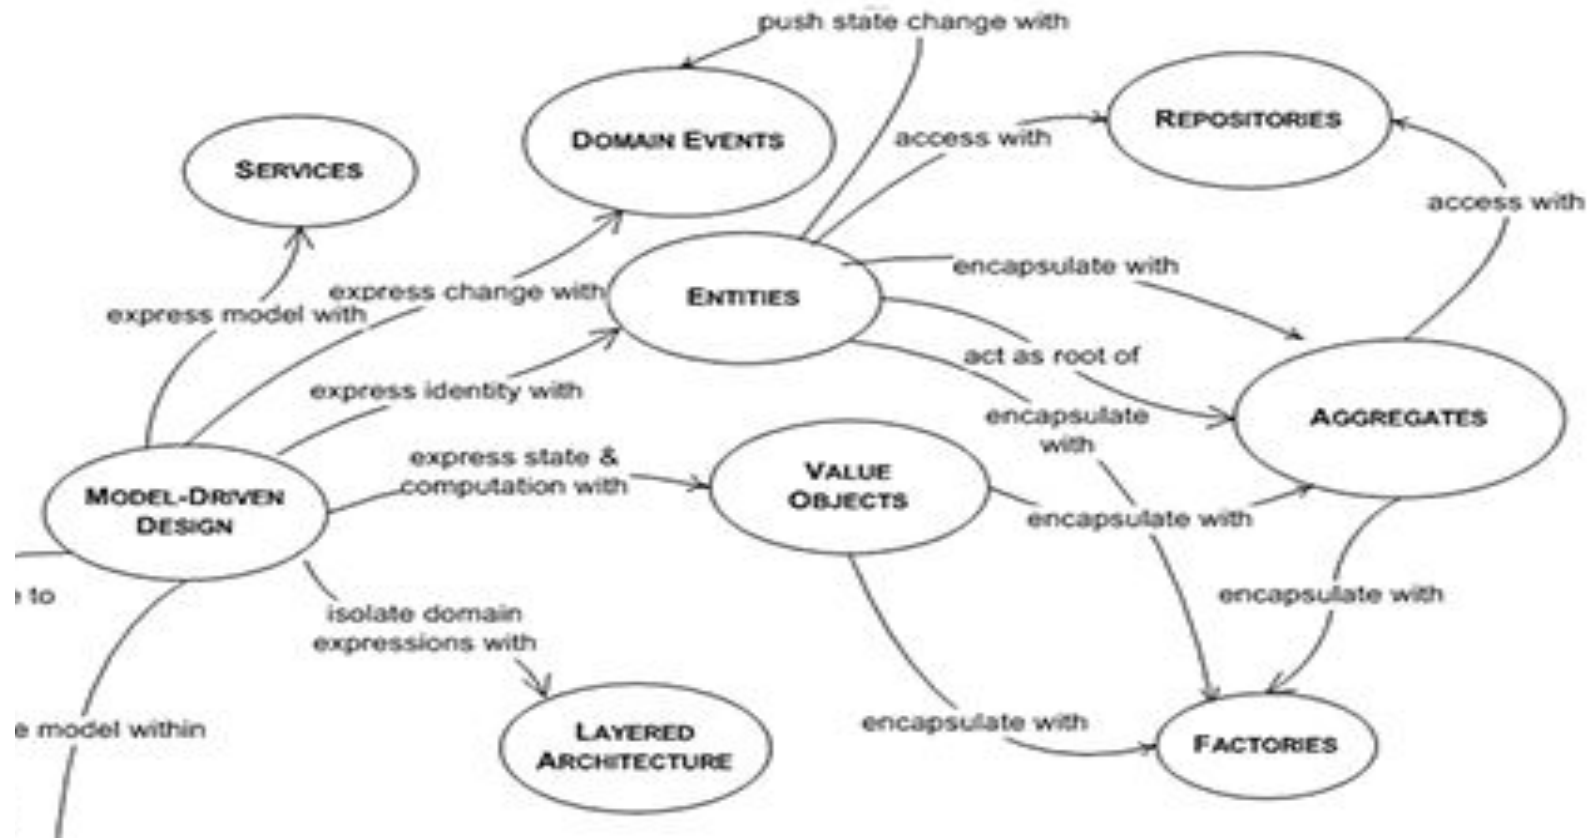 push state change with
DOMAIN EVENTS
REPOSITORIES
access with
SERVICES
access with
encapsulate with
express change with
ENTITIES
express model with
act as root of
express identity with
encapsulate
with
AGGREGATES
express state &
computation with
VALUE
OBJECTS
MODEL-DRIVEN
DESIGN
encapsulate with
encapsulate with
to
isolate domain
expressions with
encapsulate with
e model within
LAYERED
ARCHITECTURE
FACTORIES